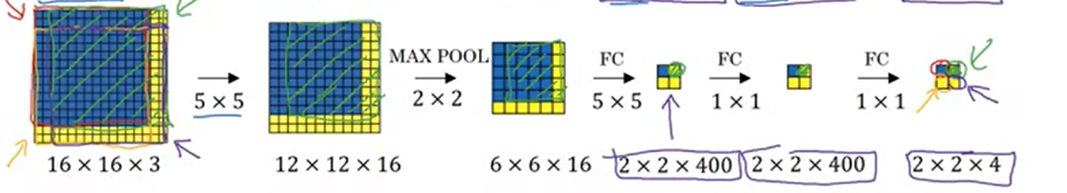 MAX POOL FC FC FC
5 × 5 2 × 2 5 × 5 1 × 1 1 × 1
16 × 16 × 3 12 × 12 × 16 6 × 6 × 16 2 × 2 × 400 2 × 2 × 400 2 × 2 × 4